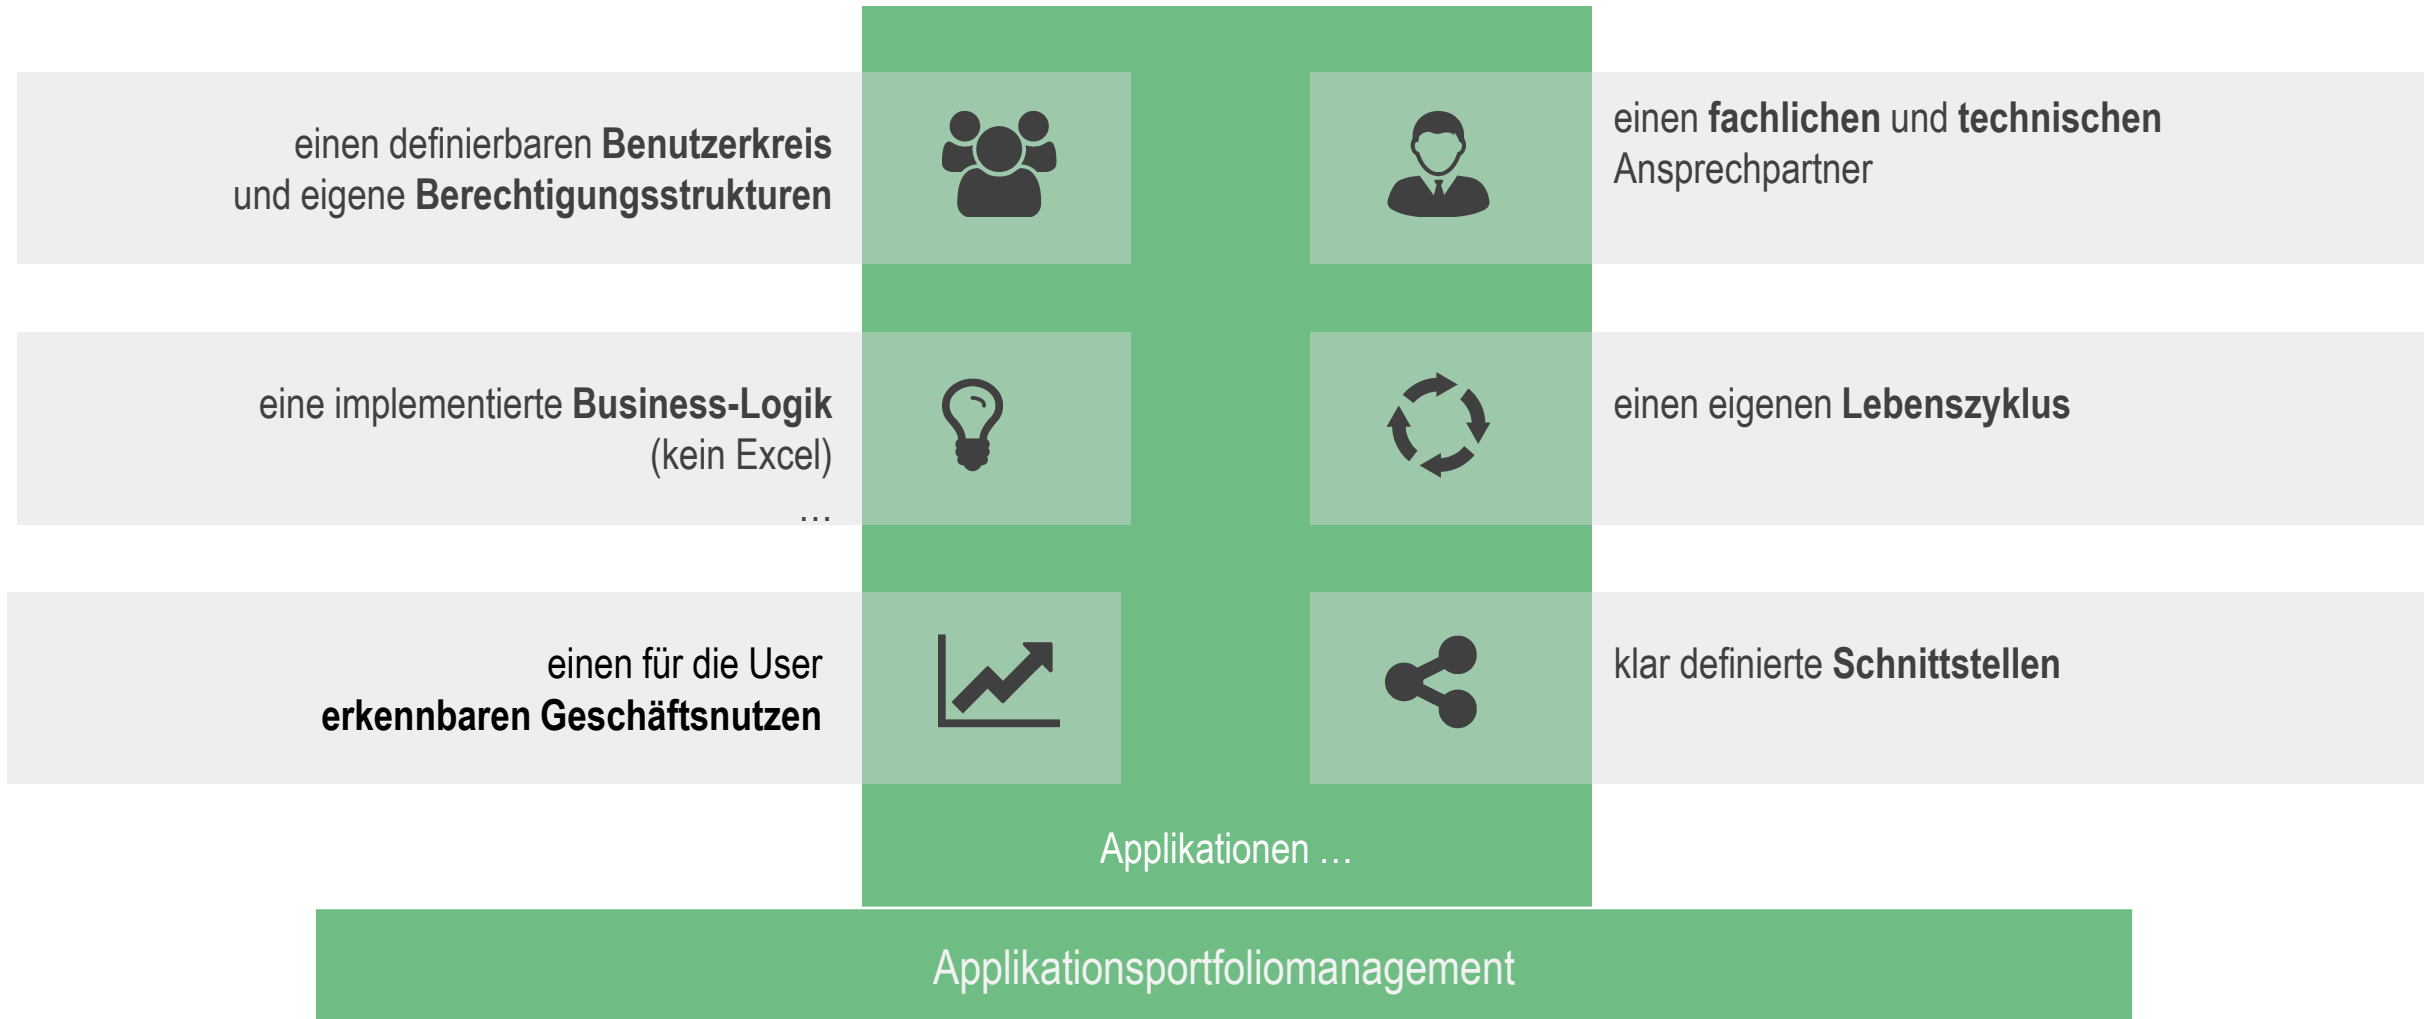 einen definierbaren Benutzerkreis
und eigene Berechtigungsstrukturen
einen fachlichen und technischen
Ansprechpartner
eine implementierte Business-Logik
(kein Excel)
…
einen eigenen Lebenszyklus
einen für die User
erkennbaren Geschäftsnutzen
klar definierte Schnittstellen
Applikationen …
Applikationsportfoliomanagement